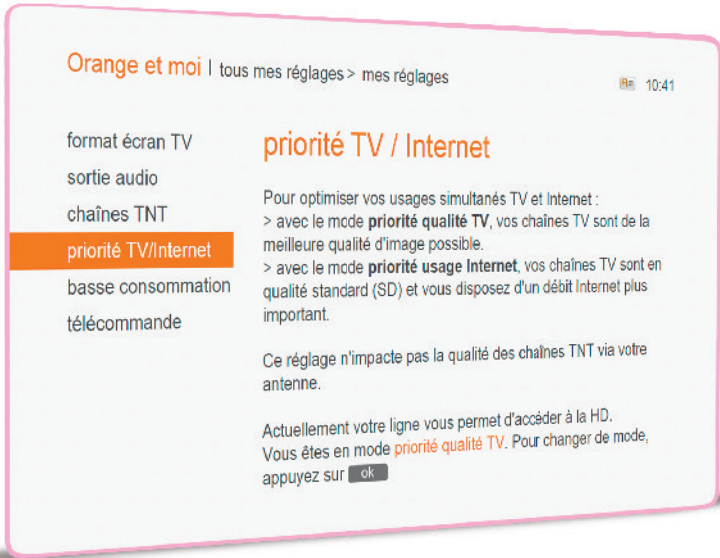 Orange et moi | tous mes réglages > mes réglages
10:41
format écran TV
sortie audio
chaînes TNT
priorité TV/Internet
basse consommation
télécommande
priorité TV / Internet
Pour optimiser vos usages simultanés TV et Internet :
> avec le mode priorité qualité TV, vos chaînes TV sont de la
meilleure qualité d'image possible.
> avec le mode priorité usage Internet, vos chaînes TV sont en
qualité standard (SD) et vous disposez d'un débit Internet plus
important.
Ce réglage n'impacte pas la qualité des chaînes TNT via votre
antenne.
Actuellement votre ligne vous permet d'accéder à la HD.
Vous êtes en mode priorité qualité TV. Pour changer de mode,
appuyez sur ok